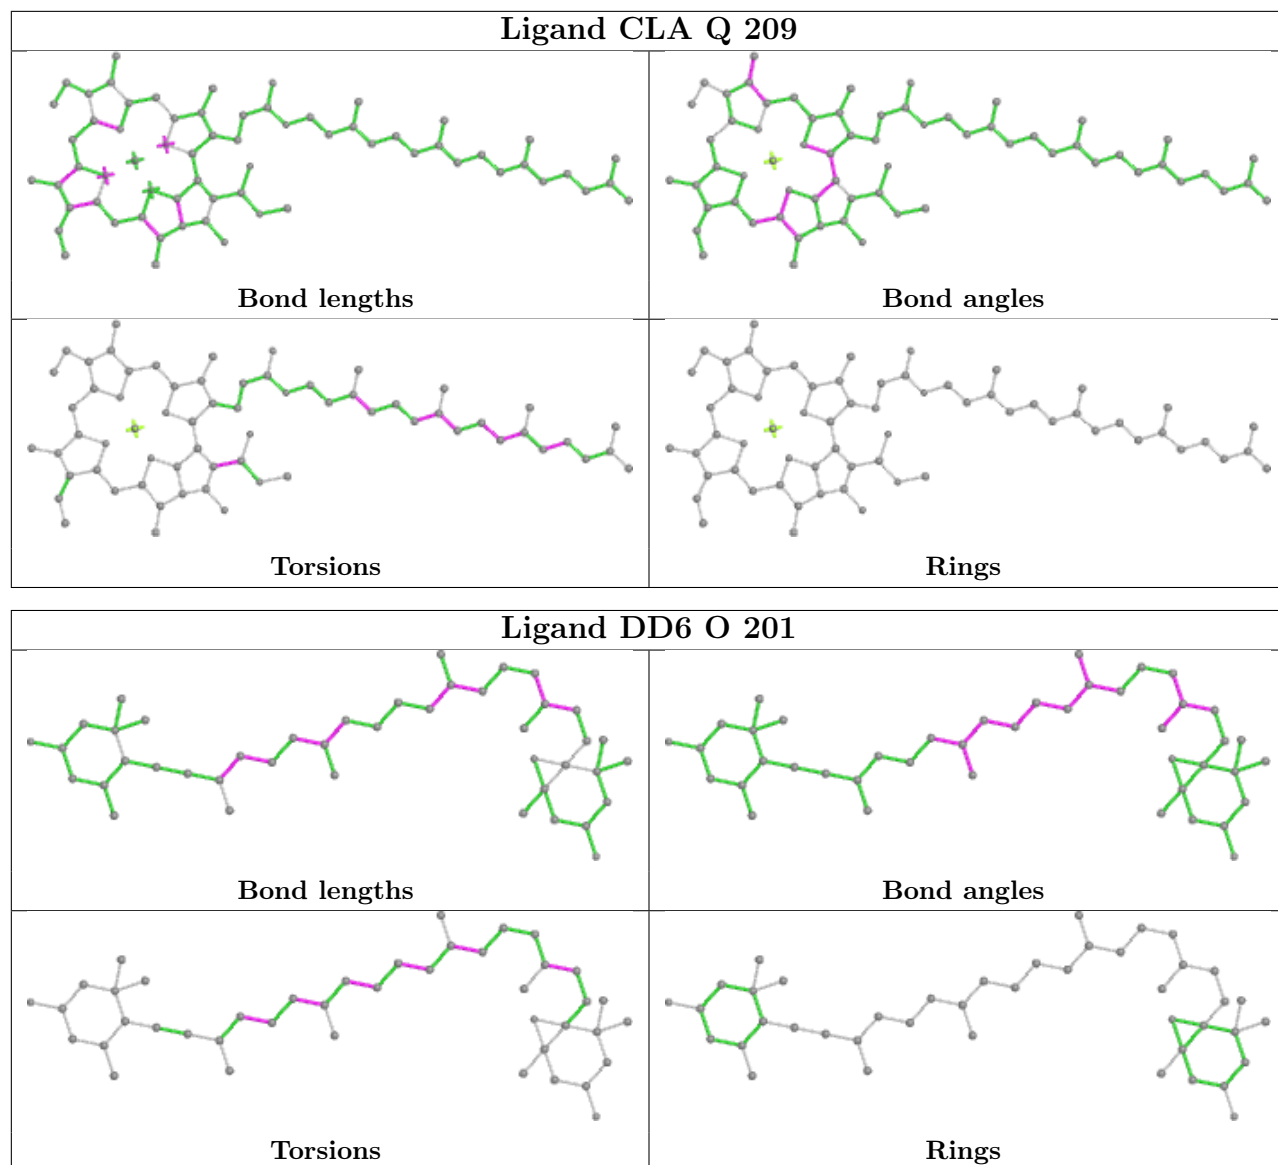 Ligand CLA Q 209
Bond lengths
Bond angles
Torsions
Rings
Ligand DD6 O 201
Bond lengths
Bond angles
Torsions
Rings